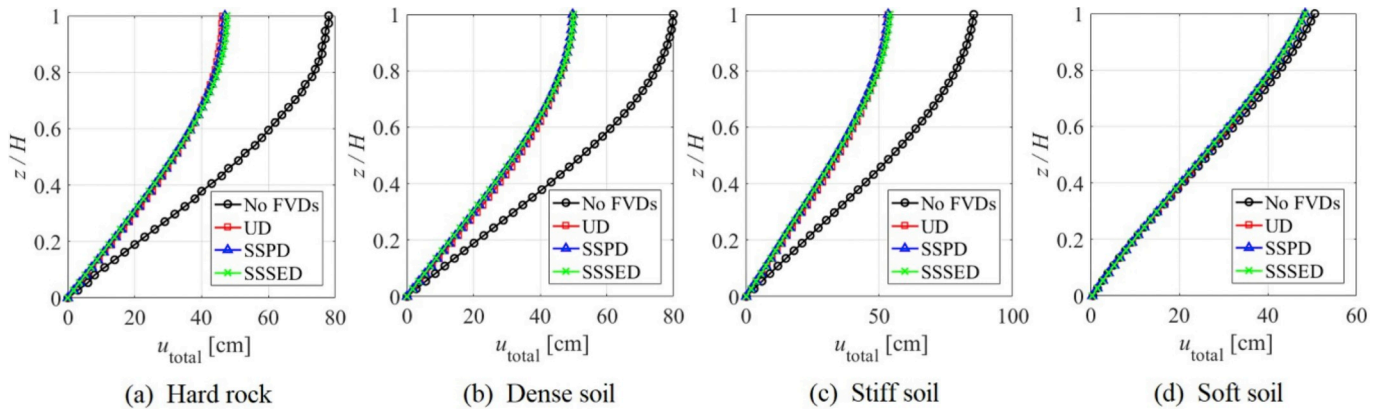 1
0.8
0.6
0.4
0.2
0
z / H
0 20 40 60 80
u_total [cm]
No FVDs
UD
SSPD
SSSED
(a) Hard rock
1
0.8
0.6
0.4
0.2
0
z / H
0 20 40 60 80
u_total [cm]
No FVDs
UD
SSPD
SSSED
(b) Dense soil
1
0.8
0.6
0.4
0.2
0
z / H
0 50 100
u_total [cm]
No FVDs
UD
SSPD
SSSED
(c) Stiff soil
1
0.8
0.6
0.4
0.2
0
z / H
0 20 40 60
u_total [cm]
No FVDs
UD
SSPD
SSSED
(d) Soft soil